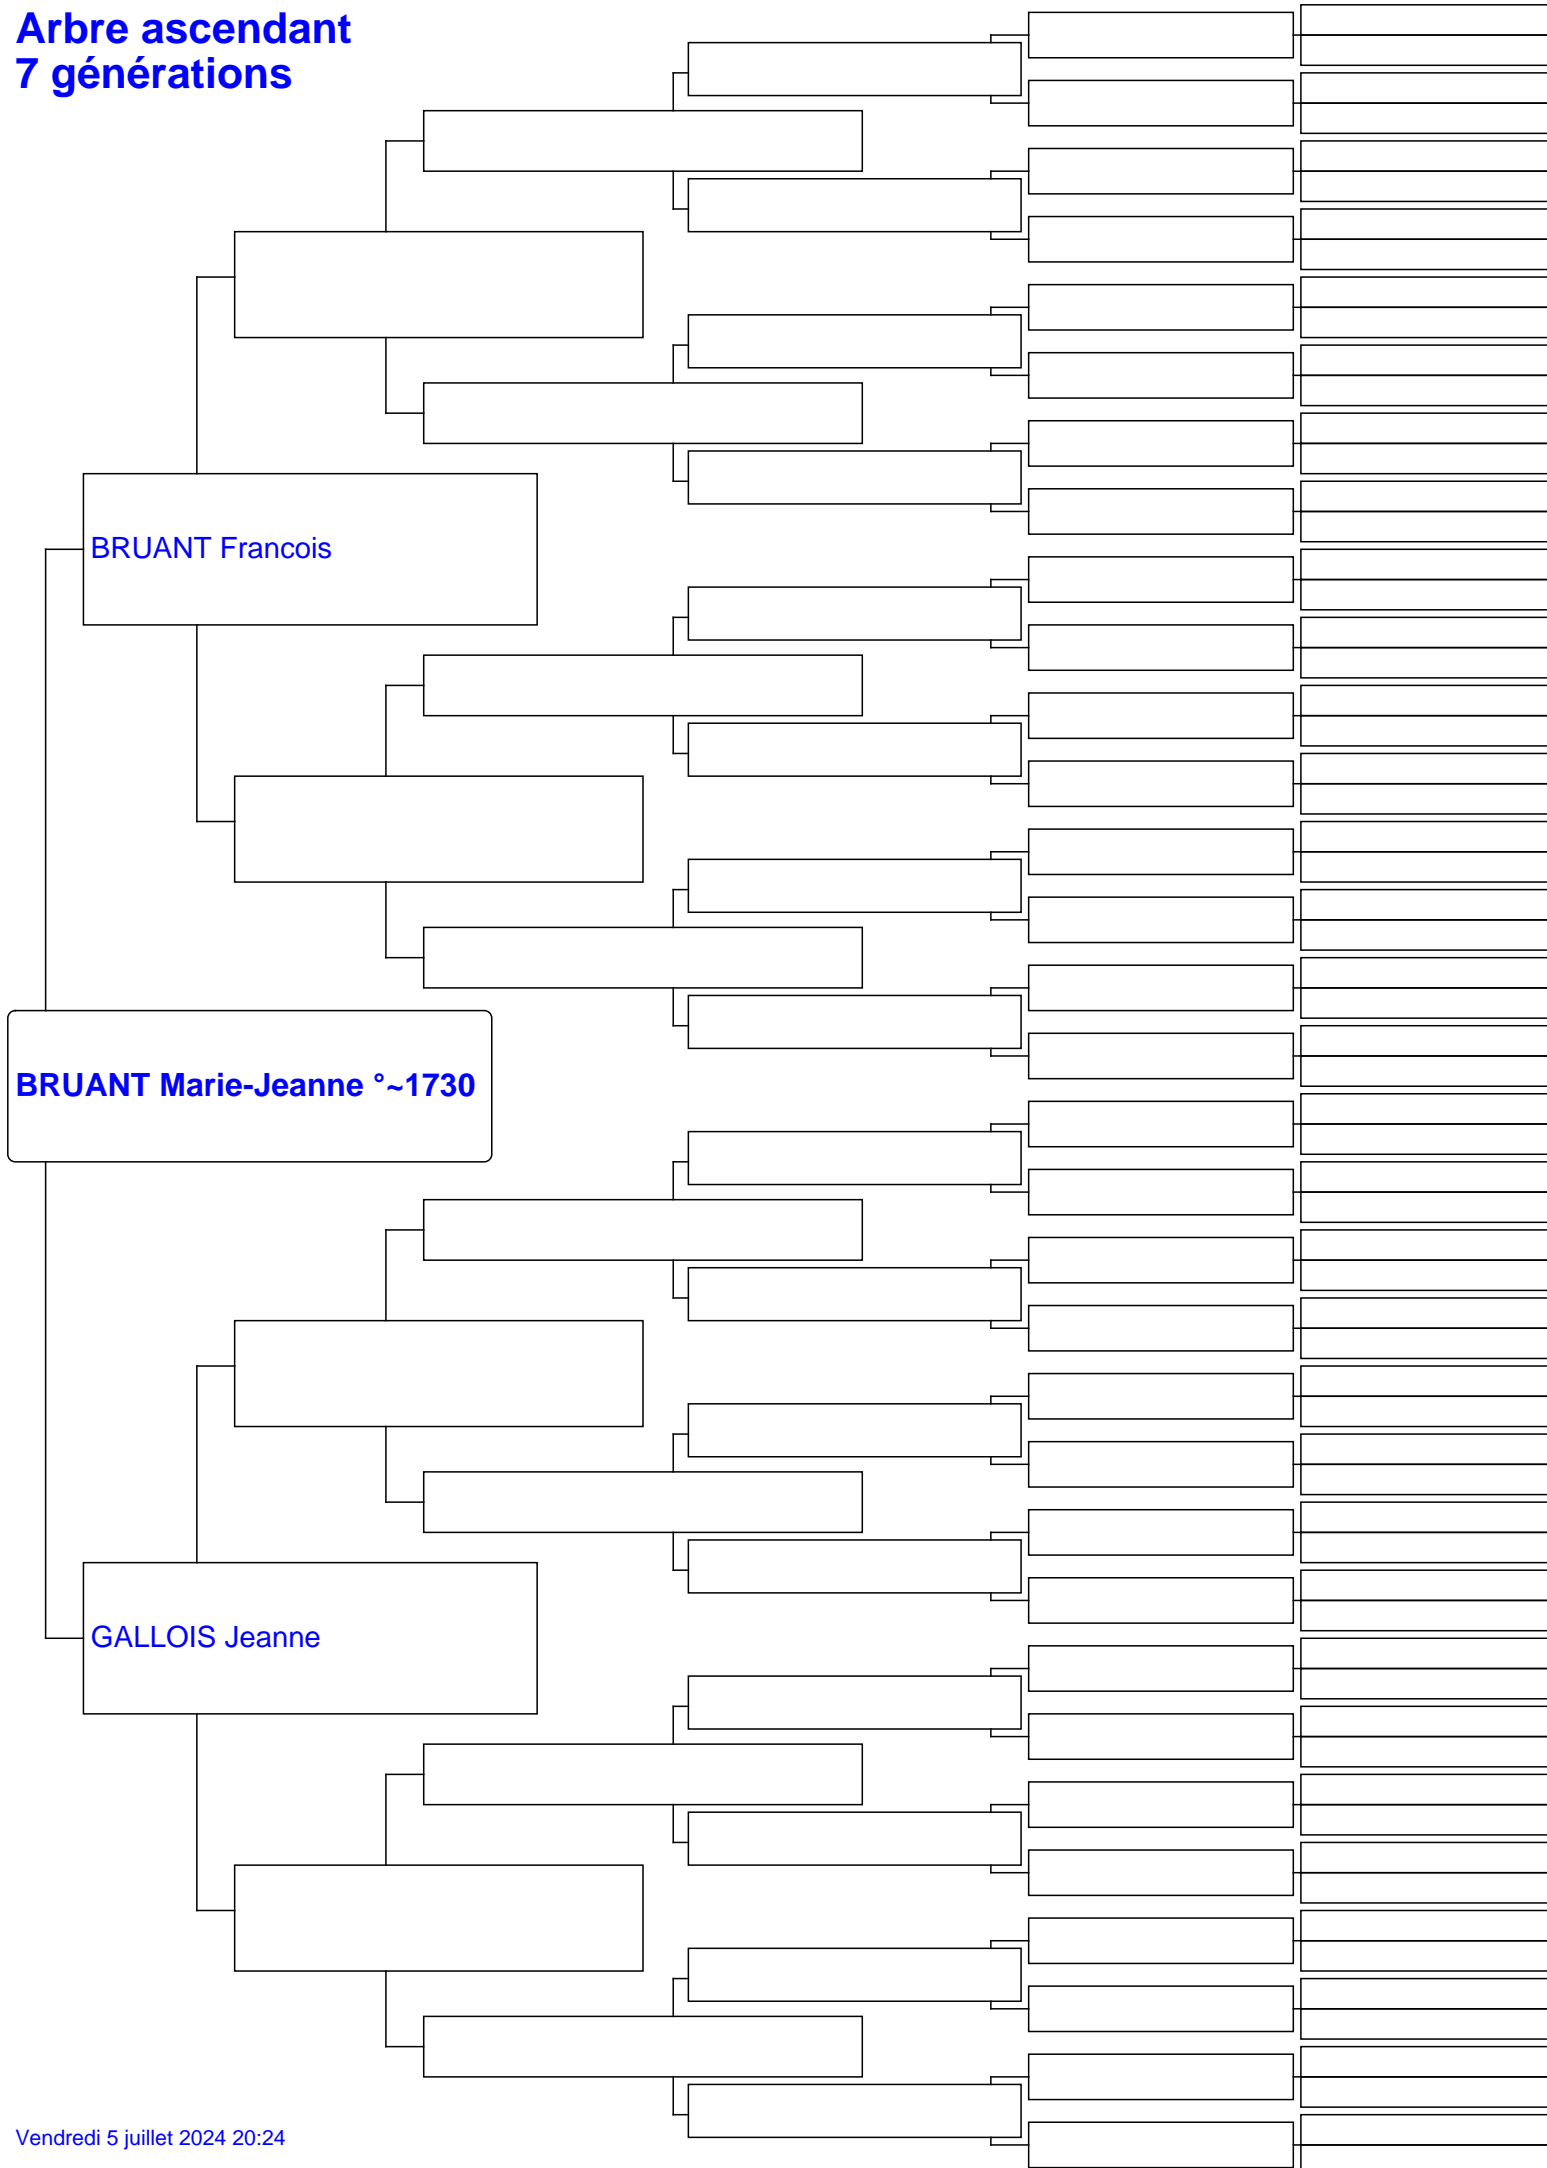 Arbre ascendant
7 générations
BRUANT Francois
BRUANT Marie-Jeanne °~1730
GALLOIS Jeanne
Vendredi 5 juillet 2024 20:24